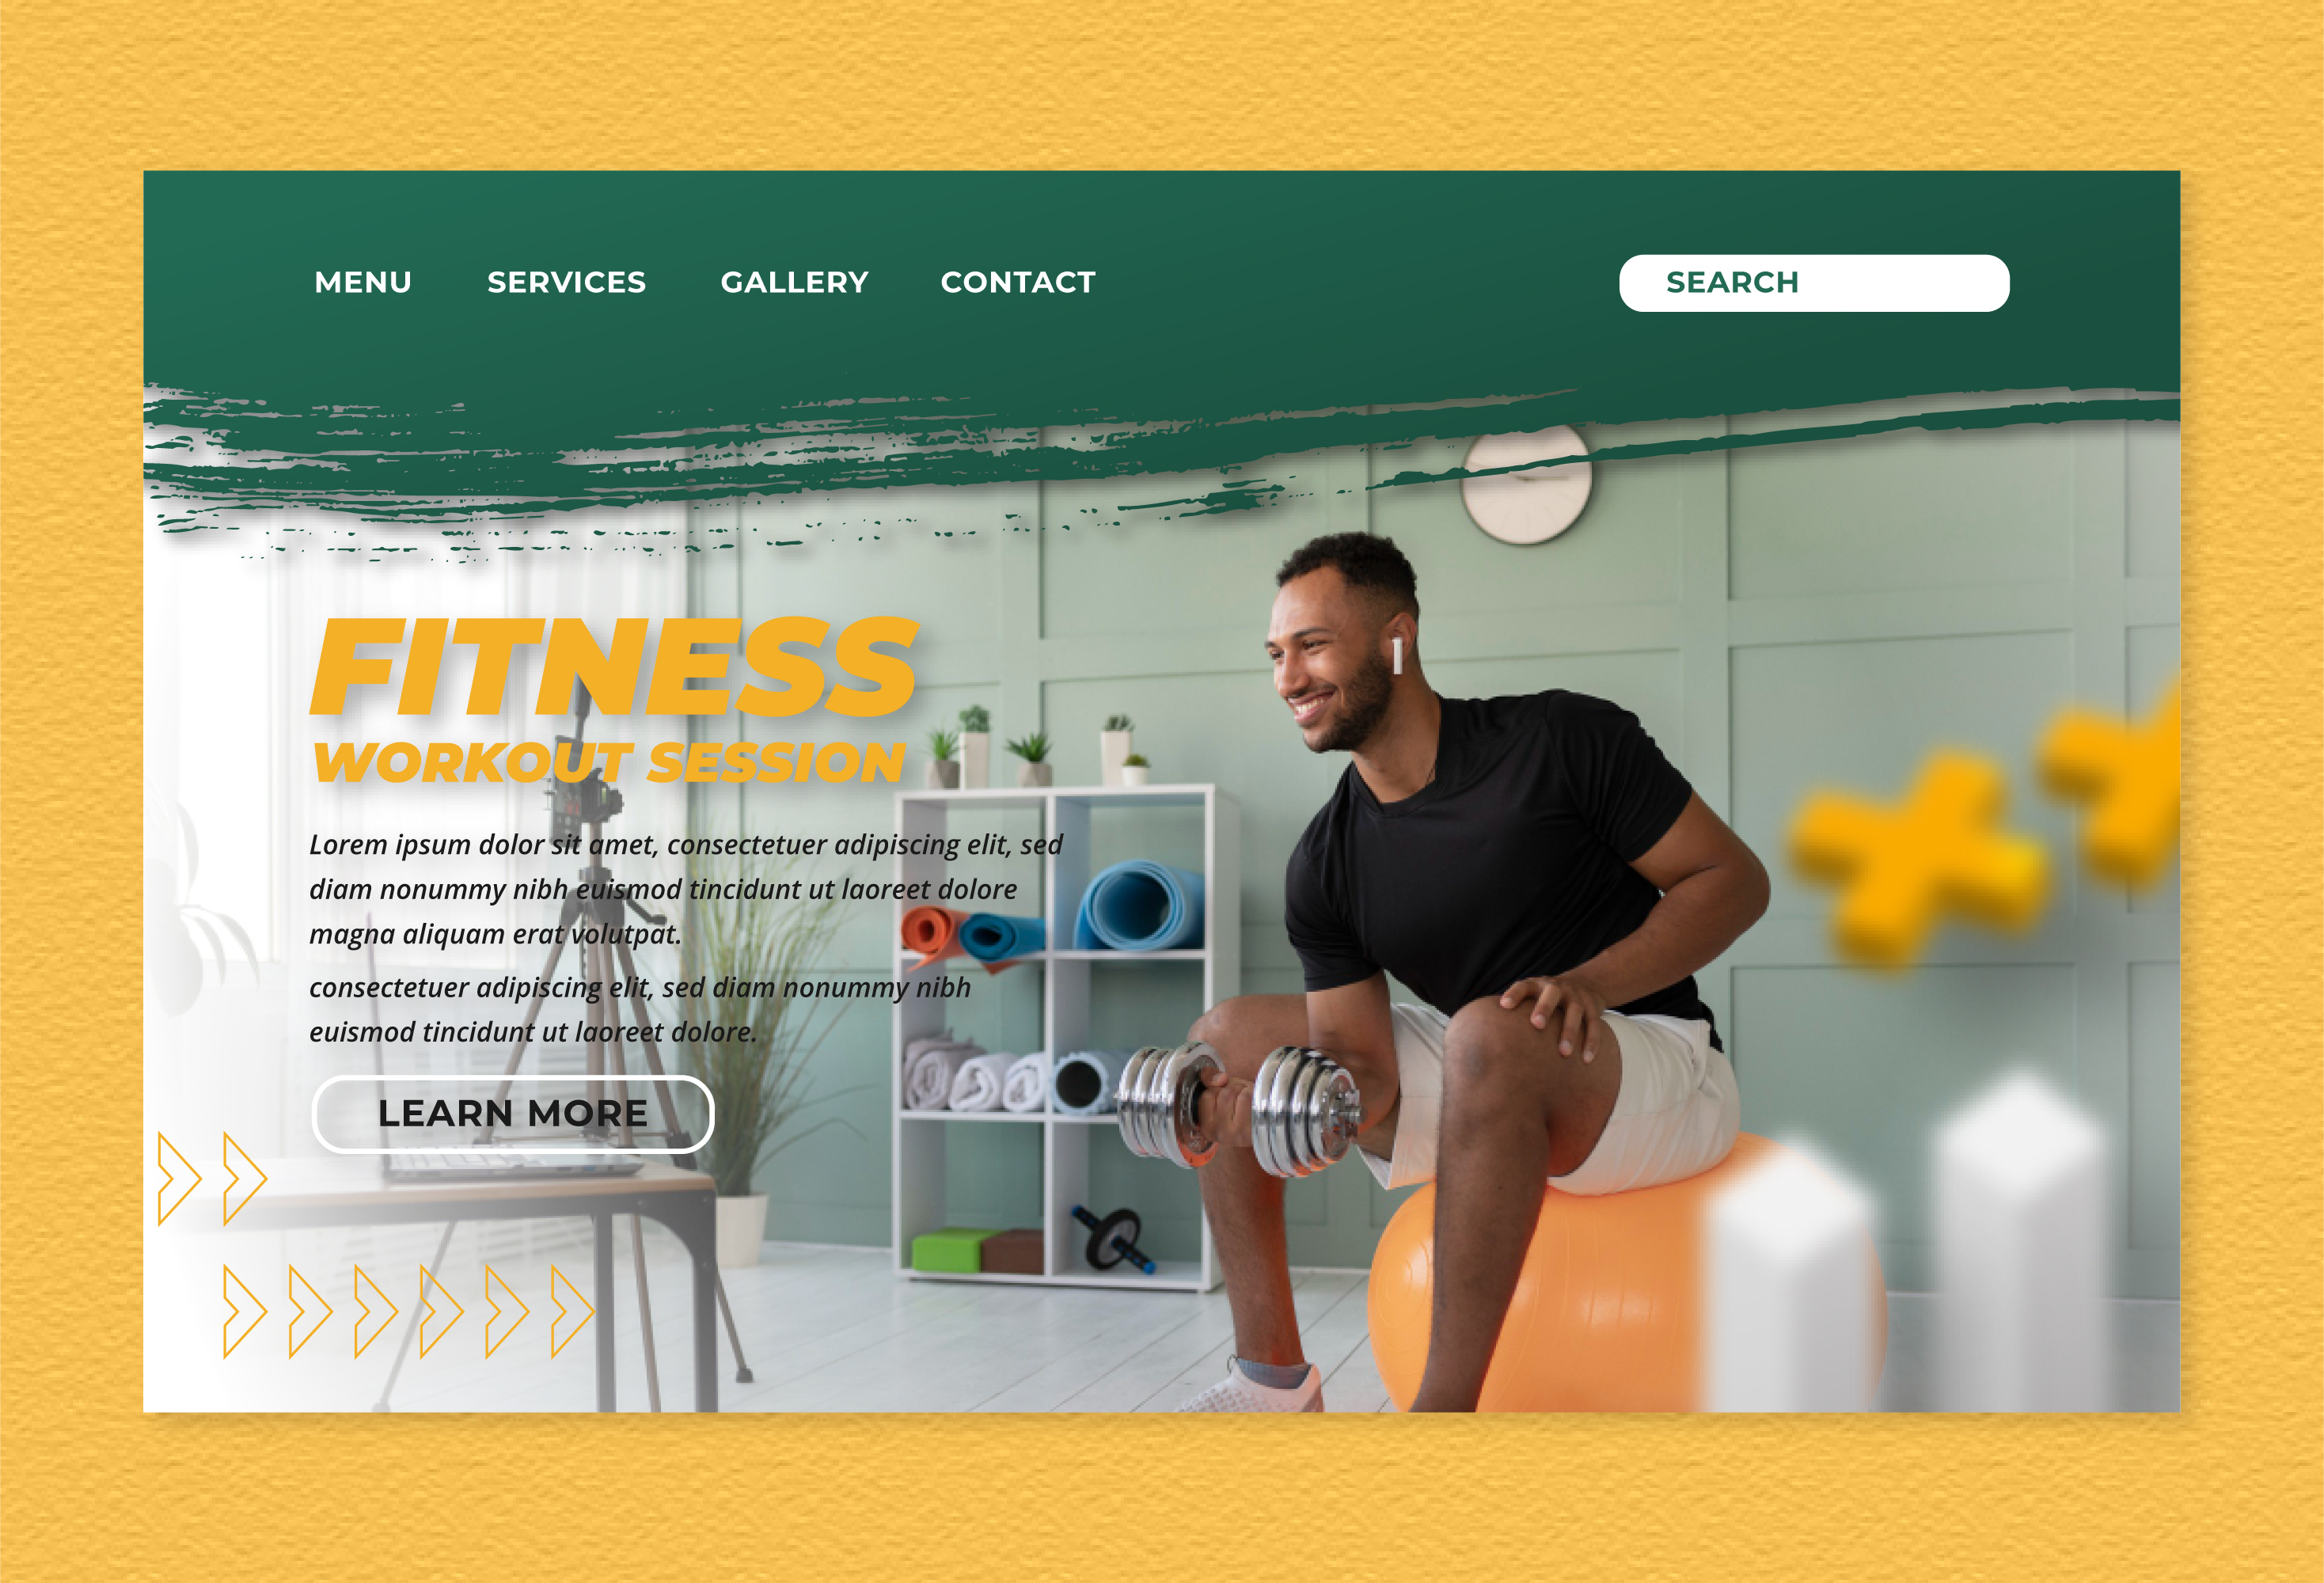 MENU SERVICES GALLERY CONTACT SEARCH
FITNESS
WORKOUT SESSION
Lorem ipsum dolor sit amet, consectetuer adipiscing elit, sed
diam nonummy nibh euismod tincidunt ut laoreet dolore
magna aliquam erat volutpat.
consectetuer adipiscing elit, sed diam nonummy nibh
euismod tincidunt ut laoreet dolore.
LEARN MORE